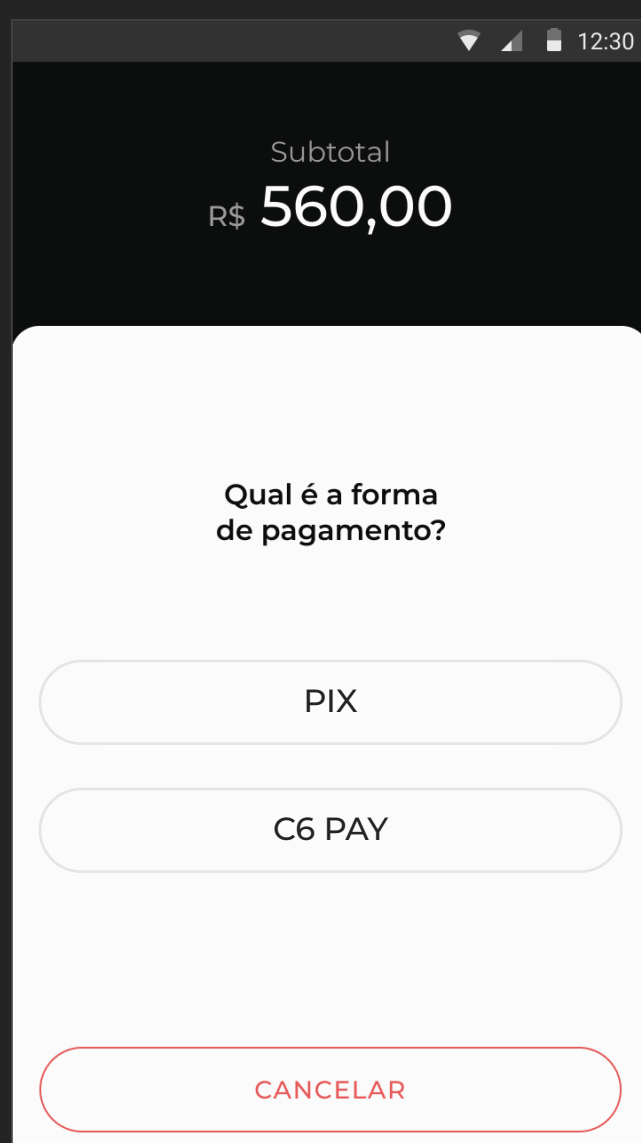 12:30
Subtotal
R$ 560,00
Qual é a forma
de pagamento?
PIX
C6 PAY
CANCELAR